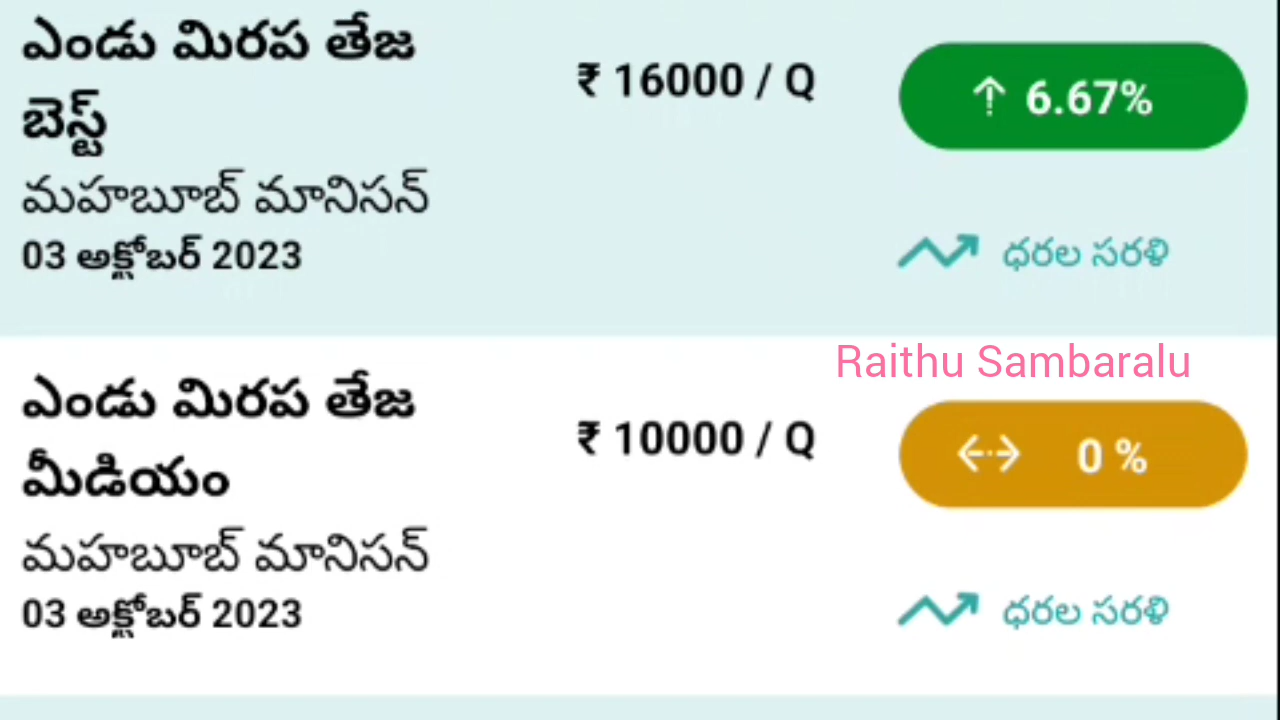 ఎండు మిరప తేజ
బెస్ట్
₹ 16000 / Q
↑ 6.67%
మహబూబ్ మానిసన్
03 అక్టోబర్ 2023
ధరల సరళి
Raithu Sambaralu
ఎండు మిరప తేజ
మీడియం
₹ 10000 / Q
0 %
మహబూబ్ మానిసన్
03 అక్టోబర్ 2023
ధరల సరళి